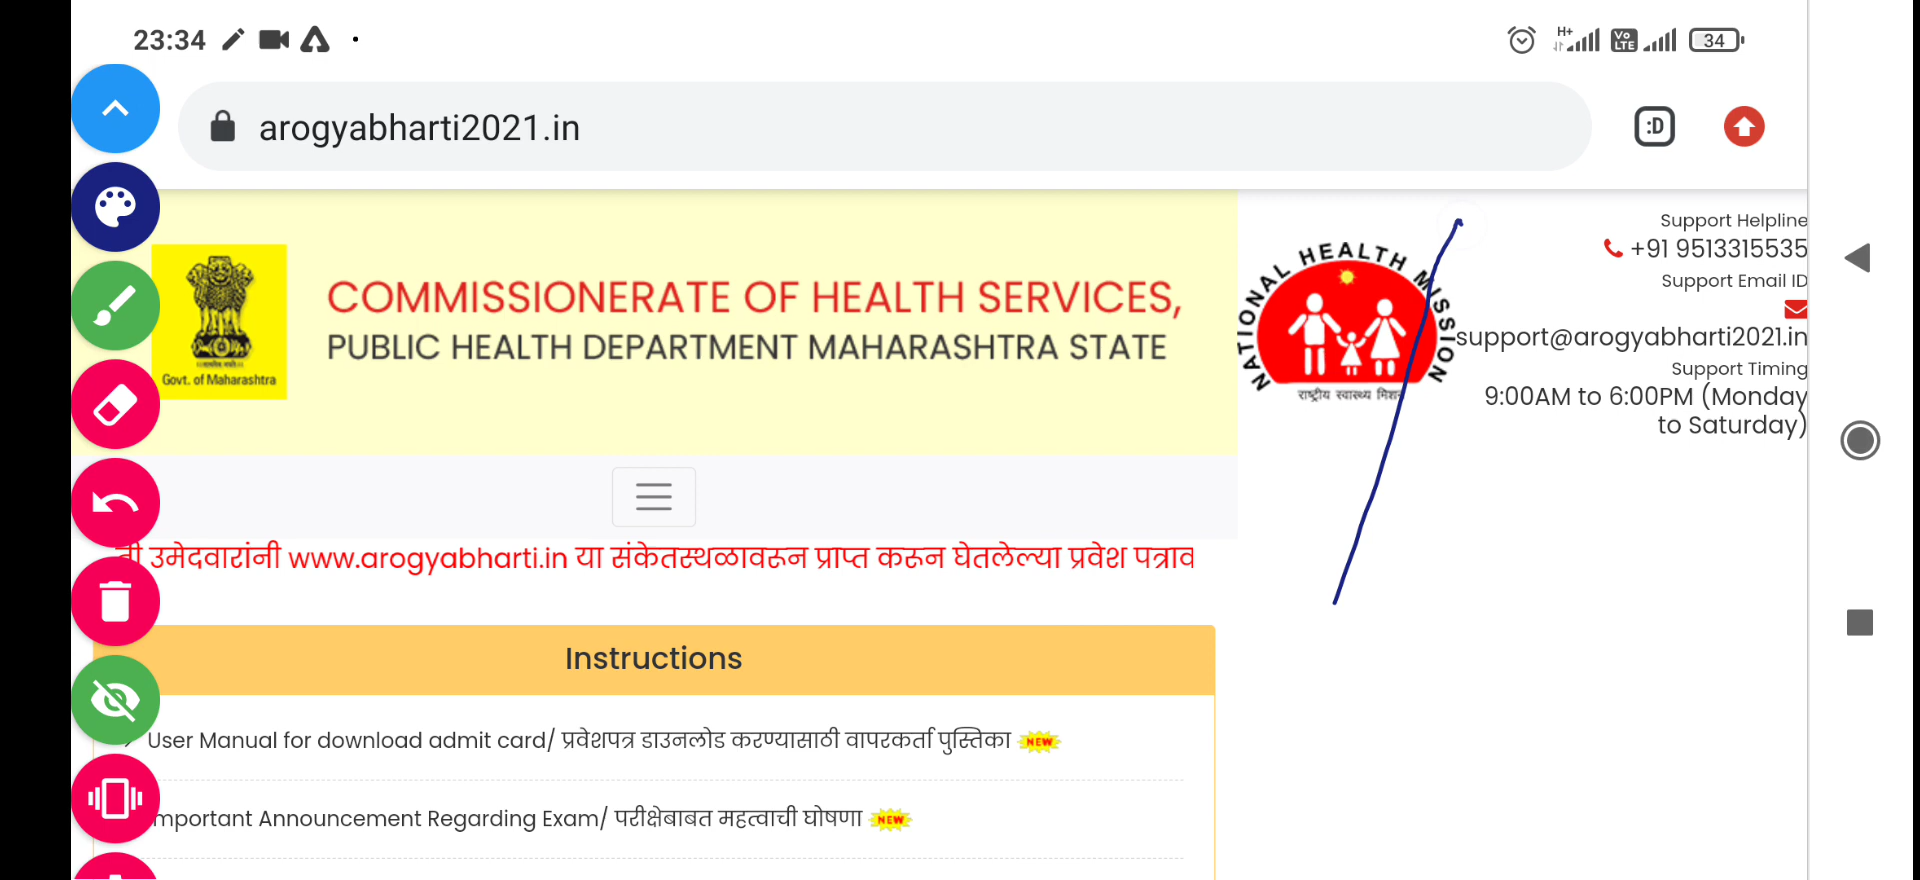 23:34
H+
Vo LTE
34
arogyabharti2021.in
:D
Govt. of Maharashtra
COMMISSIONERATE OF HEALTH SERVICES,
PUBLIC HEALTH DEPARTMENT MAHARASHTRA STATE
NATIONAL HEALTH MISSION
राष्ट्रीय स्वास्थ्य मिशन
Support Helpline
+91 9513315535
Support Email ID
support@arogyabharti2021.in
Support Timing
9:00AM to 6:00PM (Monday
to Saturday)
उमेदवारांनी www.arogyabharti.in या संकेतस्थळावरून प्राप्त करून घेतलेल्या प्रवेश
Instructions
User Manual for download admit card/ प्रवेशपत्र डाउनलोड करण्यासाठी वापरकर्ता पुस्तिका NEW
mportant Announcement Regarding Exam/ परीक्षेबाबत महत्वाची घोषणा NEW